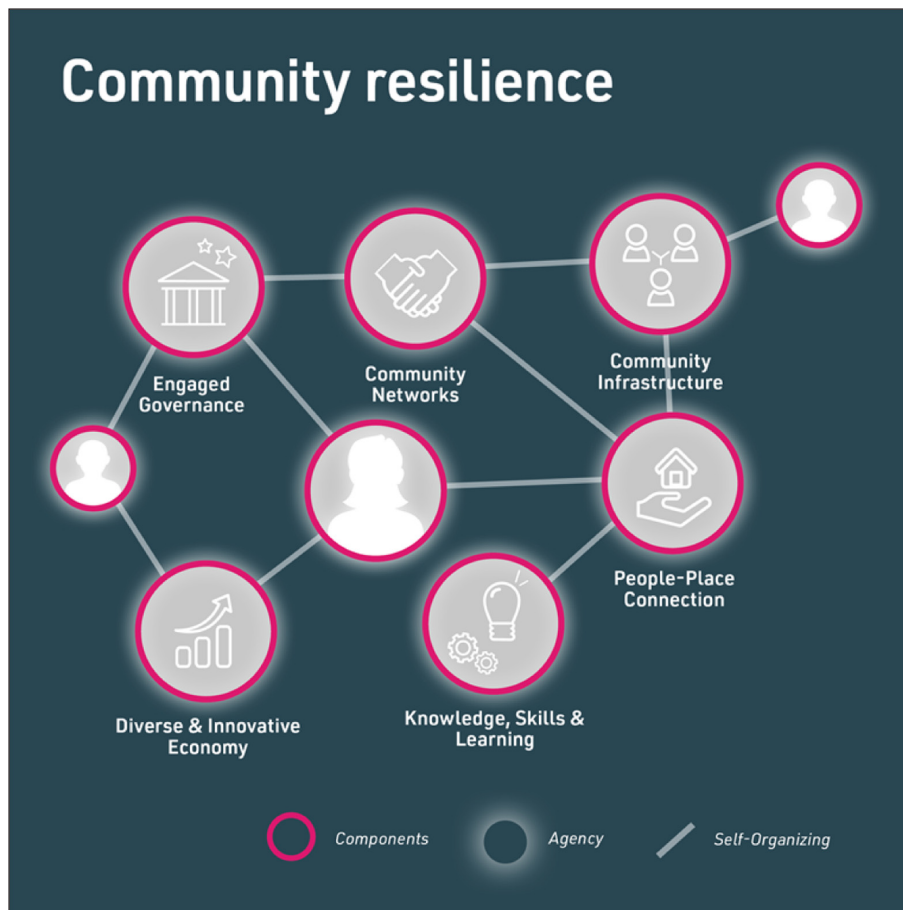 Community resilience
Engaged
Governance
Community
Networks
Community
Infrastructure
People-Place
Connection
Diverse & Innovative
Economy
Knowledge, Skills &
Learning
Components
Agency
Self-Organizing